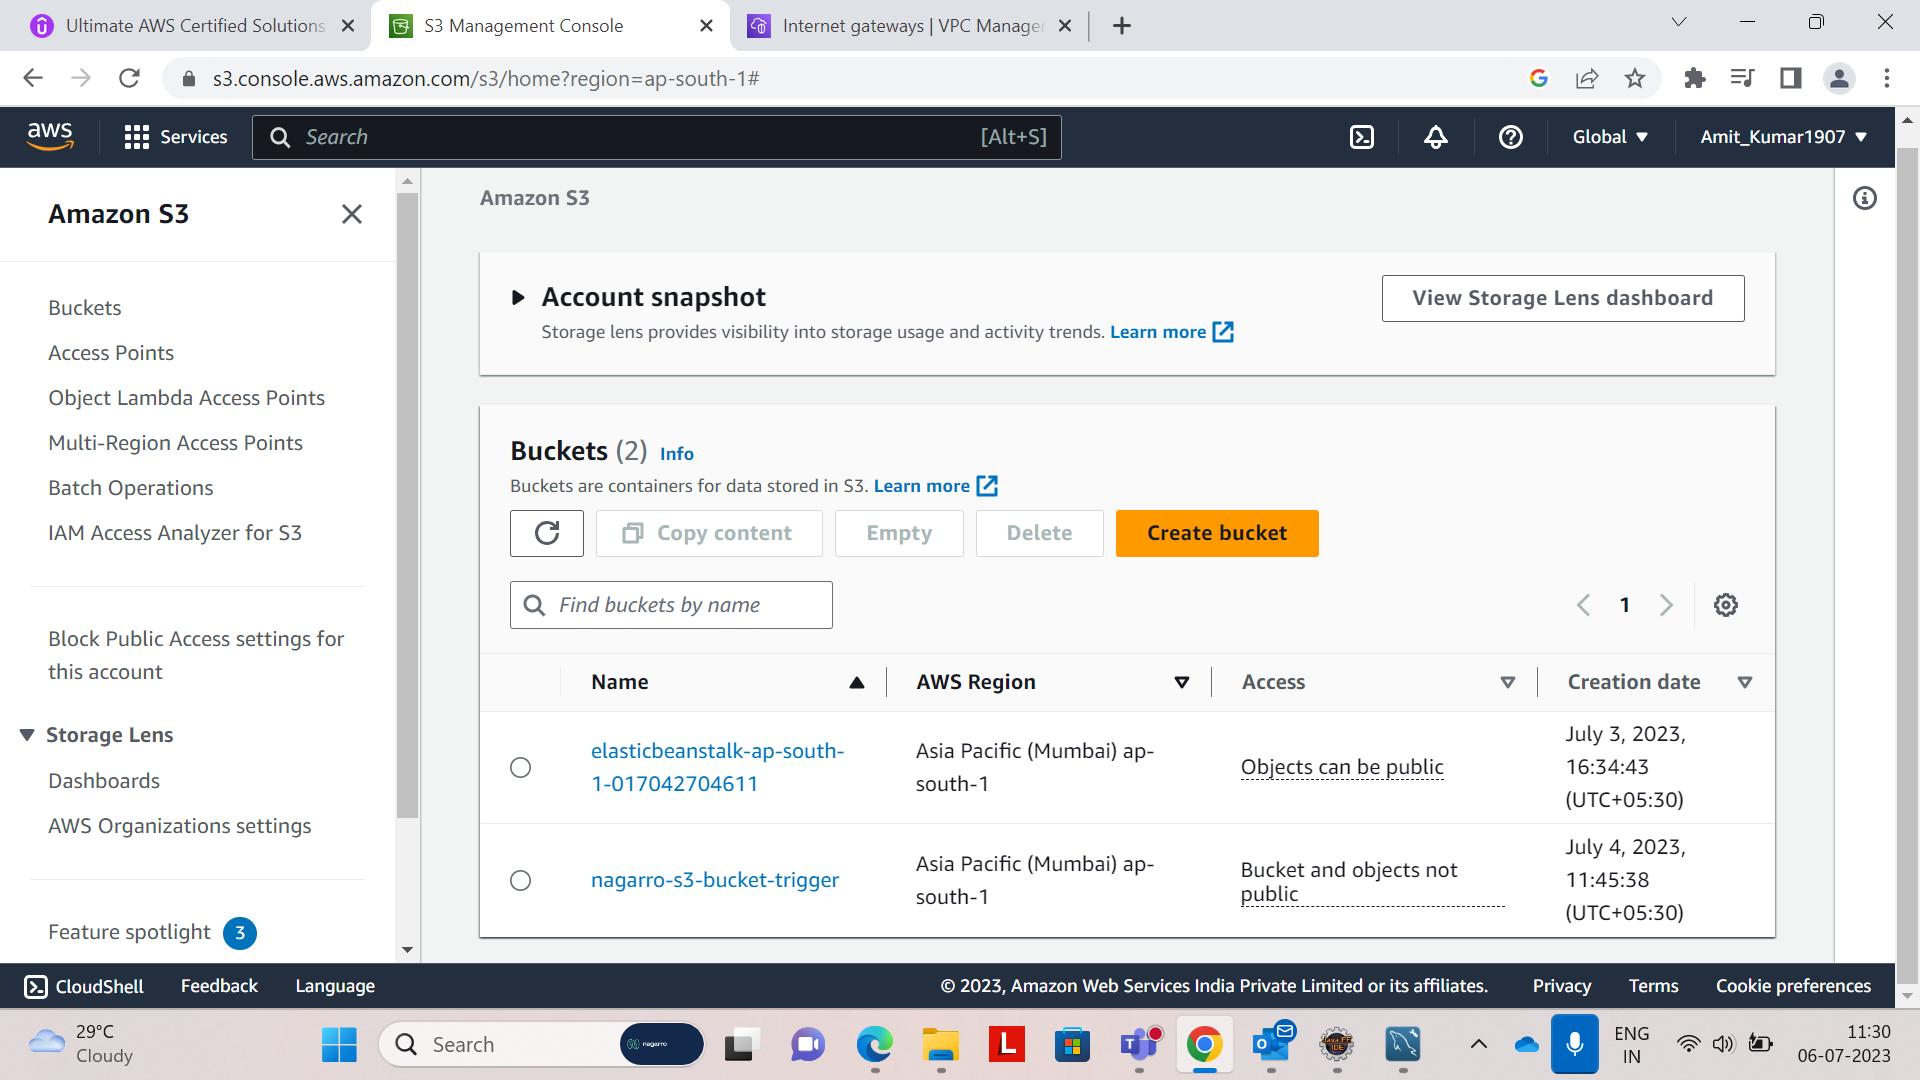 Ultimate AWS Certified Solutions
S3 Management Console
Internet gateways | VPC Manager
s3.console.aws.amazon.com/s3/home?region=ap-south-1#
aws
Services
Search
[Alt+S]
Global
Amit_Kumar1907
Amazon S3
Buckets
Access Points
Object Lambda Access Points
Multi-Region Access Points
Batch Operations
IAM Access Analyzer for S3
Block Public Access settings for
this account
Storage Lens
Dashboards
AWS Organizations settings
Feature spotlight 3
Amazon S3
Account snapshot
Storage lens provides visibility into storage usage and activity trends. Learn more
View Storage Lens dashboard
Buckets (2) Info
Buckets are containers for data stored in S3. Learn more
Copy content
Empty
Delete
Create bucket
Find buckets by name
1
Name
AWS Region
Access
Creation date
elasticbeanstalk-ap-south-
1-017042704611
Asia Pacific (Mumbai) ap-
south-1
Objects can be public
July 3, 2023,
16:34:43
(UTC+05:30)
nagarro-s3-bucket-trigger
Asia Pacific (Mumbai) ap-
south-1
Bucket and objects not
public
July 4, 2023,
11:45:38
(UTC+05:30)
CloudShell
Feedback
Language
© 2023, Amazon Web Services India Private Limited or its affiliates.
Privacy
Terms
Cookie preferences
29°C
Cloudy
Search
nagarro
L
ENG
IN
11:30
06-07-2023